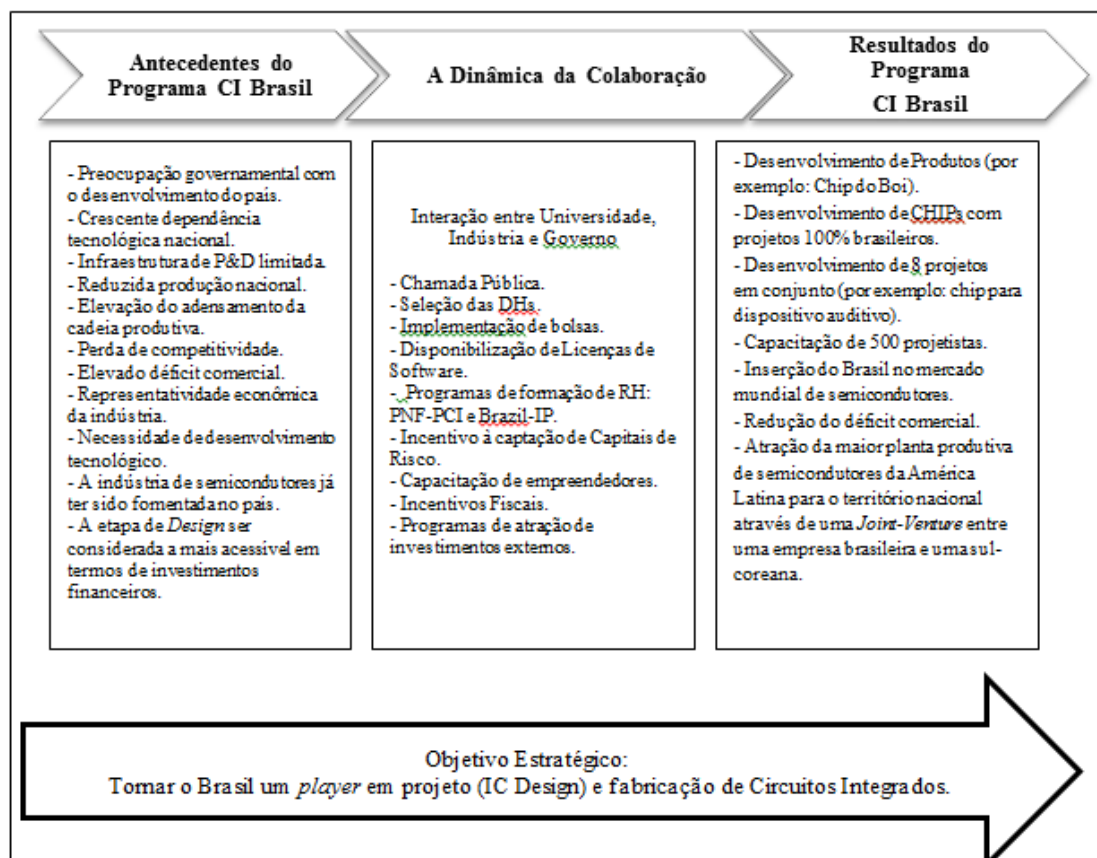 Antecedentes do
Programa CI Brasil
A Dinâmica da Colaboração
Resultados do
Programa
CI Brasil
- Preocupação governamental com
o desenvolvimento do país.
- Crescente dependência
tecnológica nacional.
- Infraestrutura de P&D limitada.
- Reduzida produção nacional.
- Elevação do adensamento da
cadeia produtiva.
- Perda de competitividade.
- Elevado déficit comercial.
- Representatividade econômica
da indústria.
- Necessidade de desenvolvimento
tecnológico.
- A indústria de semicondutores já
ter sido fomentada no país.
- A etapa de Design ser
considerada a mais acessível em
termos de investimentos
financeiros.
Interação entre Universidade,
Indústria e Governo
- Chamada Pública.
- Seleção das DHs.
- Implementação de bolsas.
- Disponibilização de Licenças de
Software.
- Programas de formação de RH:
PNF-PCI e Brazil-IP.
- Incentivo à captação de Capitais de
Risco.
- Capacitação de empreendedores.
- Incentivos Fiscais.
- Programas de atração de
investimentos externos.
- Desenvolvimento de Produtos (por
exemplo: Chip do Boi).
- Desenvolvimento de CHIPs com
projetos 100% brasileiros.
- Desenvolvimento de 8 projetos
em conjunto (por exemplo: chip para
dispositivo auditivo).
- Capacitação de 500 projetistas.
- Inserção do Brasil no mercado
mundial de semicondutores.
- Redução do déficit comercial.
- Atração da maior planta produtiva
de semicondutores da América
Latina para o território nacional
através de uma Joint-Venture entre
uma empresa brasileira e uma sul-
coreana.
Objetivo Estratégico:
Tornar o Brasil um player em projeto (IC Design) e fabricação de Circuitos Integrados.